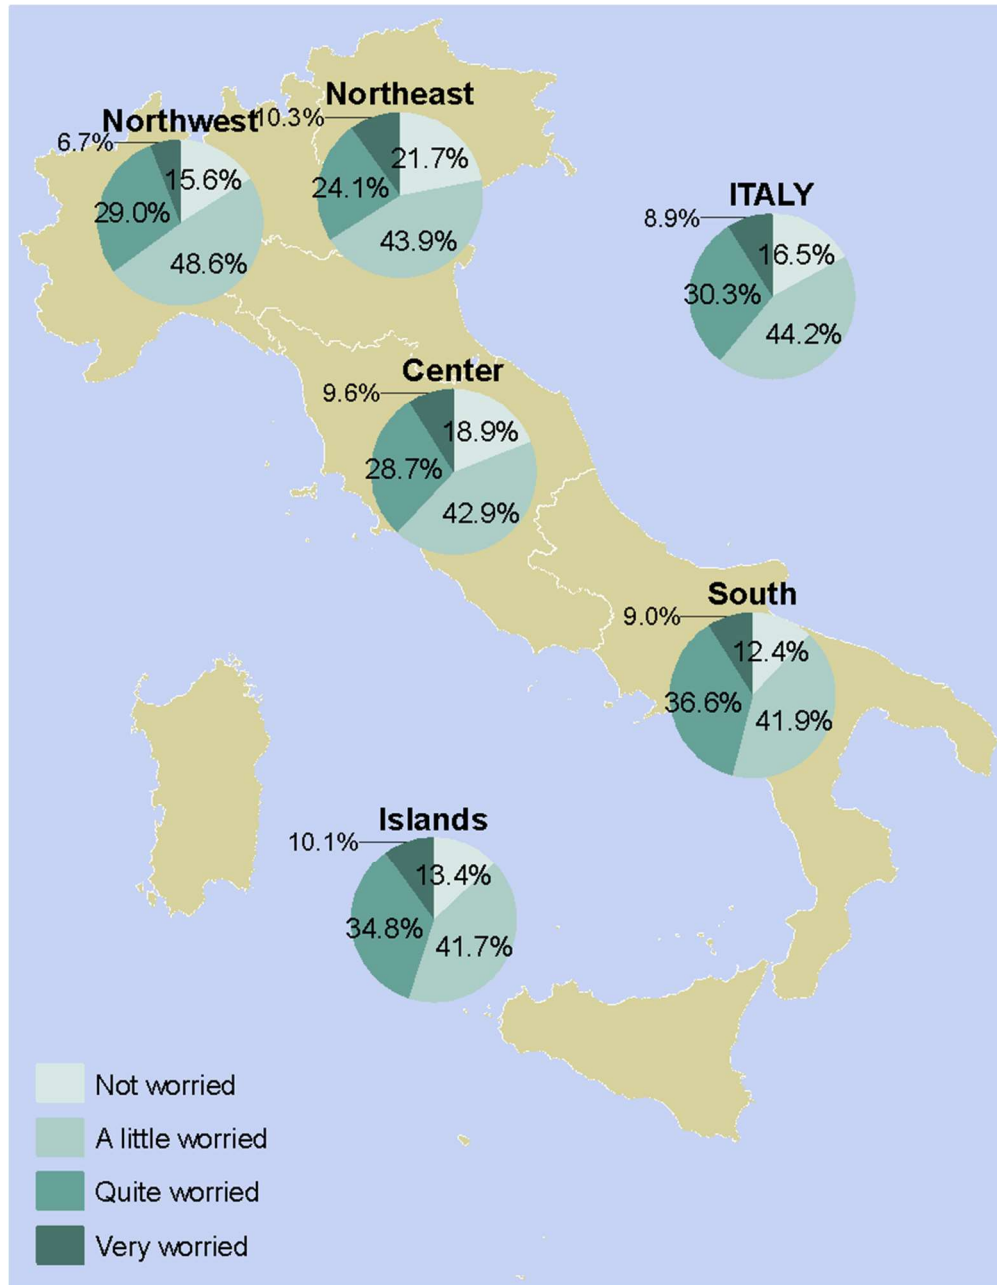 Northeast
10.3%
21.7%
24.1%
43.9%
Northwest
6.7%
15.6%
29.0%
48.6%
ITALY
8.9%
16.5%
30.3%
44.2%
Center
9.6%
18.9%
28.7%
42.9%
South
9.0%
12.4%
36.6%
41.9%
Islands
10.1%
13.4%
34.8%
41.7%
Not worried
A little worried
Quite worried
Very worried